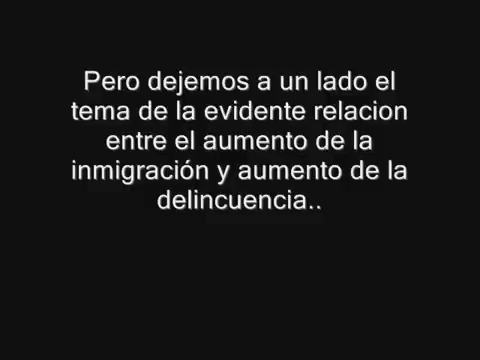 Pero dejemos a un lado el
tema de la evidente relacion
entre el aumento de la
inmigración y aumento de la
delincuencia..